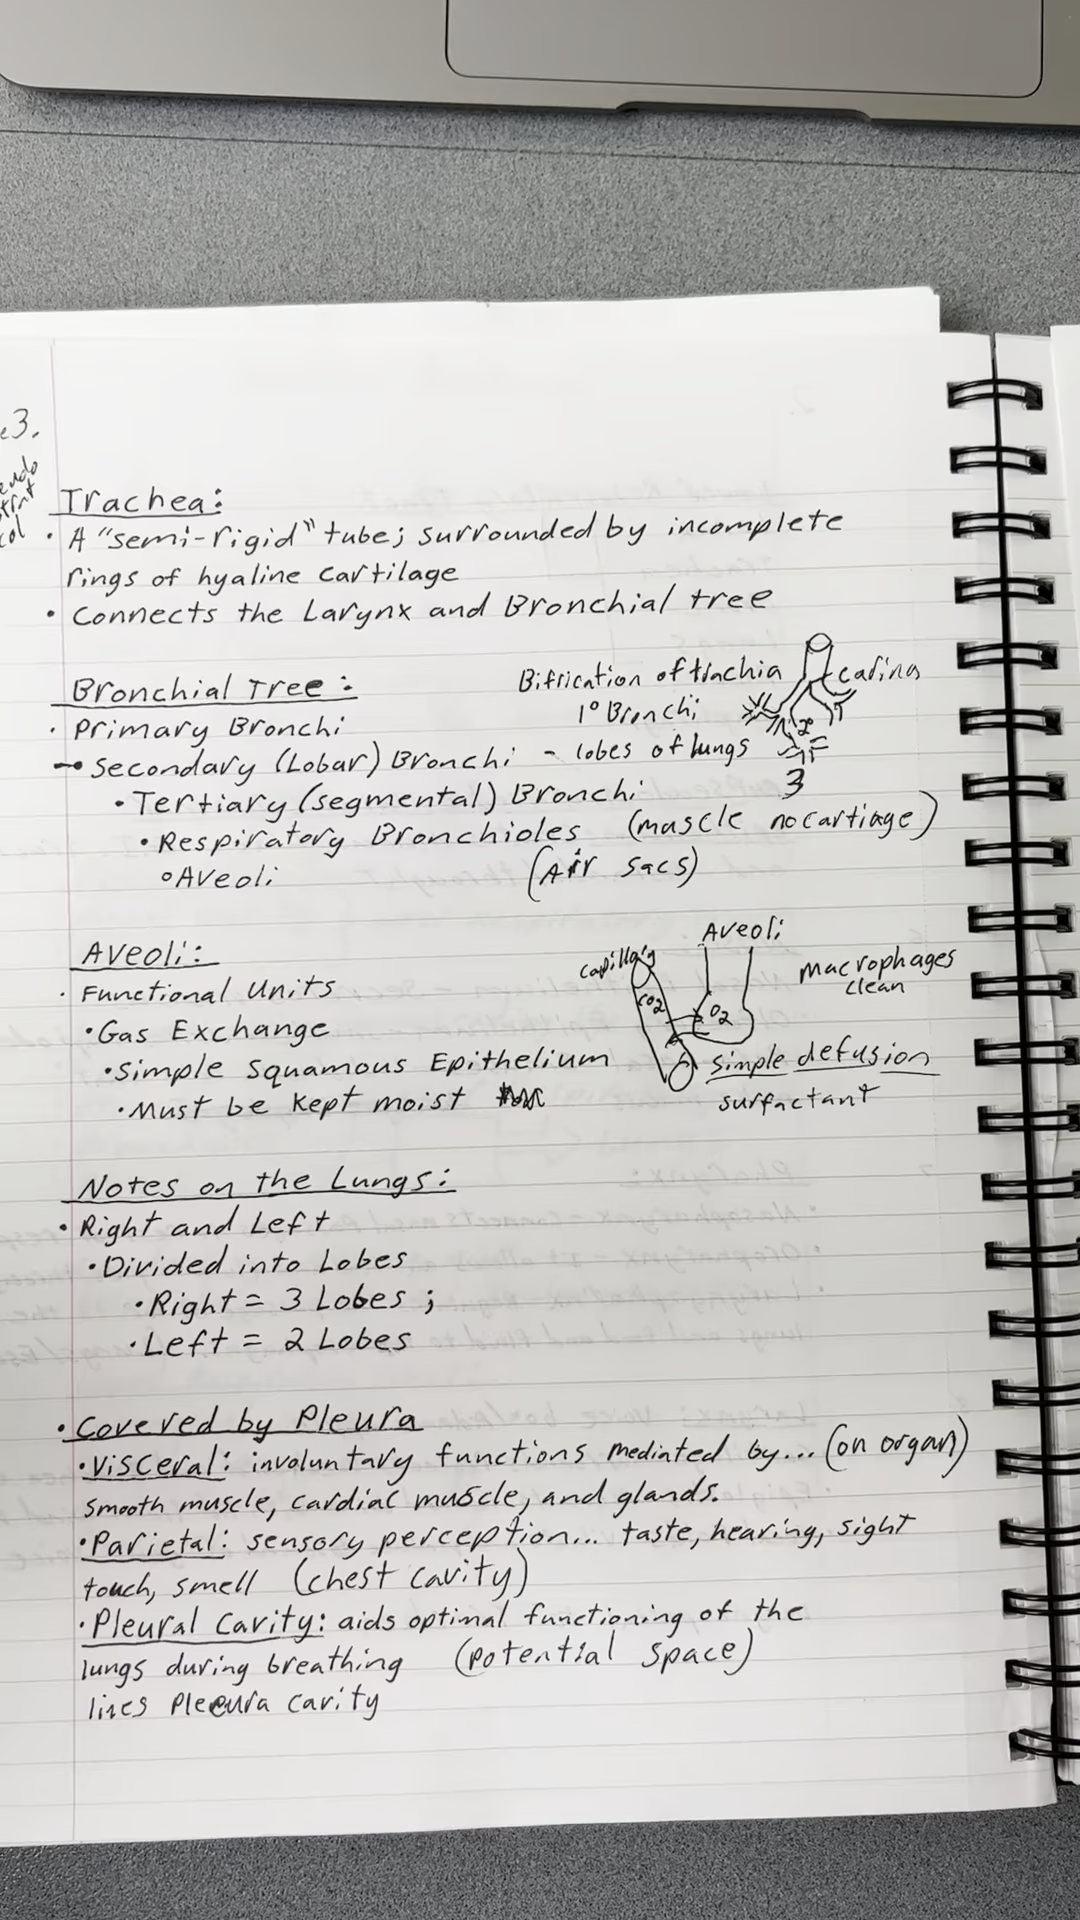 e3.
Trachea:
• A "semi-rigid" tube; surrounded by incomplete
rings of hyaline cartilage
• Connects the Larynx and Bronchial tree
Bronchial Tree:
Bifrication of trachia
carina
1° Bronchi
2°
• Primary Bronchi
• Secondary (Lobar) Bronchi - lobes of lungs
3
• Tertiary (segmental) Bronchi
• Respiratory Bronchioles (muscle no cartiage)
° Aveoli (Air sacs)
Aveoli:
Aveoli
macrophages
clean
CO2
O2
• Functional Units
• Gas Exchange
• Simple Squamous Epithelium
simple defusion
• Must be kept moist
surfactant
Notes on the Lungs:
• Right and Left
• Divided into Lobes
• Right = 3 Lobes ;
• Left = 2 Lobes
• Covered by Pleura
• Visceral: involuntary functions mediated by... (on organ)
smooth muscle, cardiac muscle, and glands.
• Parietal: sensory perception... taste, hearing, sight
touch, smell (chest cavity)
• Pleural Cavity: aids optimal functioning of the
lungs during breathing (potential space)
lines Pleeura cavity